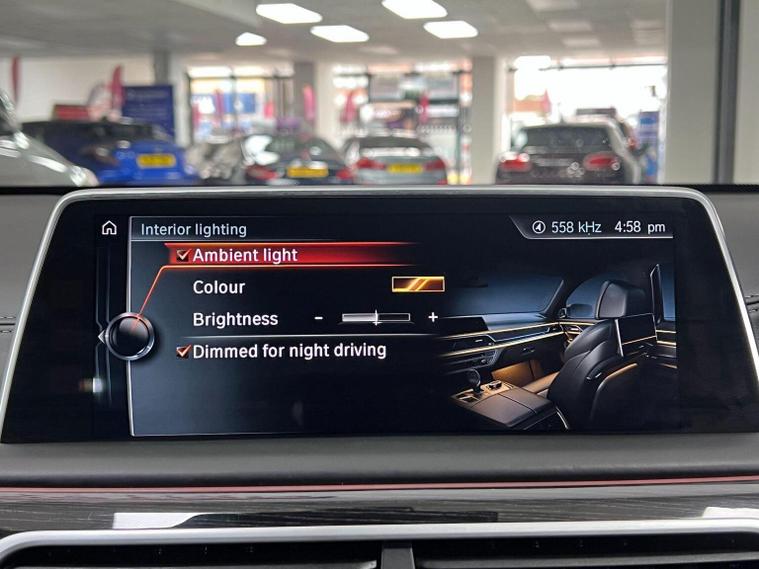 Interior lighting 558 kHz 4:58 pm
Ambient light
Colour
Brightness - +
Dimmed for night driving